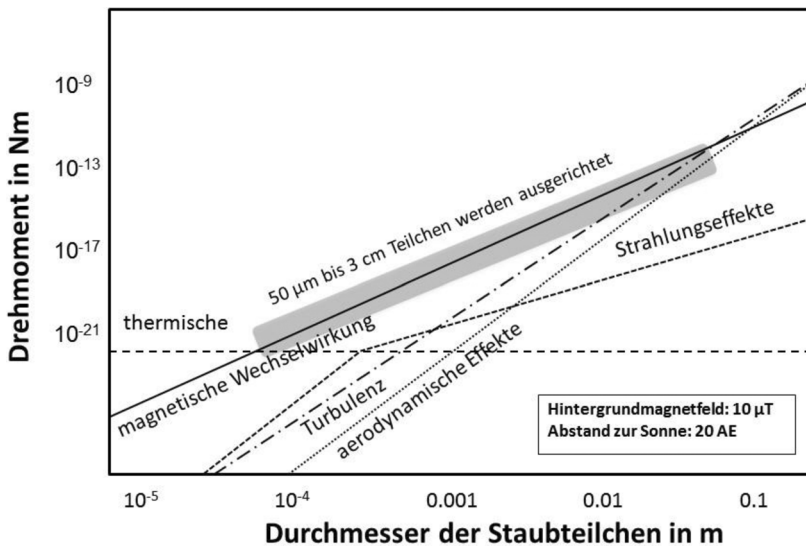 10⁻⁹
10⁻¹³
10⁻¹⁷
10⁻²¹
Drehmoment in Nm
50 µm bis 3 cm Teilchen werden ausgerichtet
Strahlungseffekte
thermische
magnetische Wechselwirkung
Turbulenz
aerodynamische Effekte
Hintergrundmagnetfeld: 10 µT
Abstand zur Sonne: 20 AE
10⁻⁵
10⁻⁴
0.001
0.01
0.1
Durchmesser der Staubteilchen in m